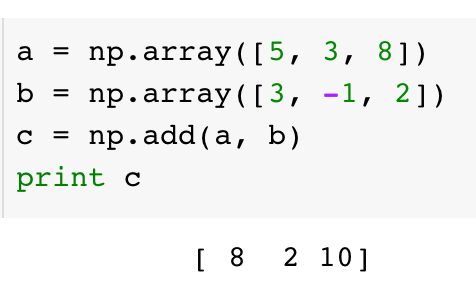 a = np.array([5, 3, 8])
b = np.array([3, -1, 2])
c = np.add(a, b)
print c
[ 8  2 10]